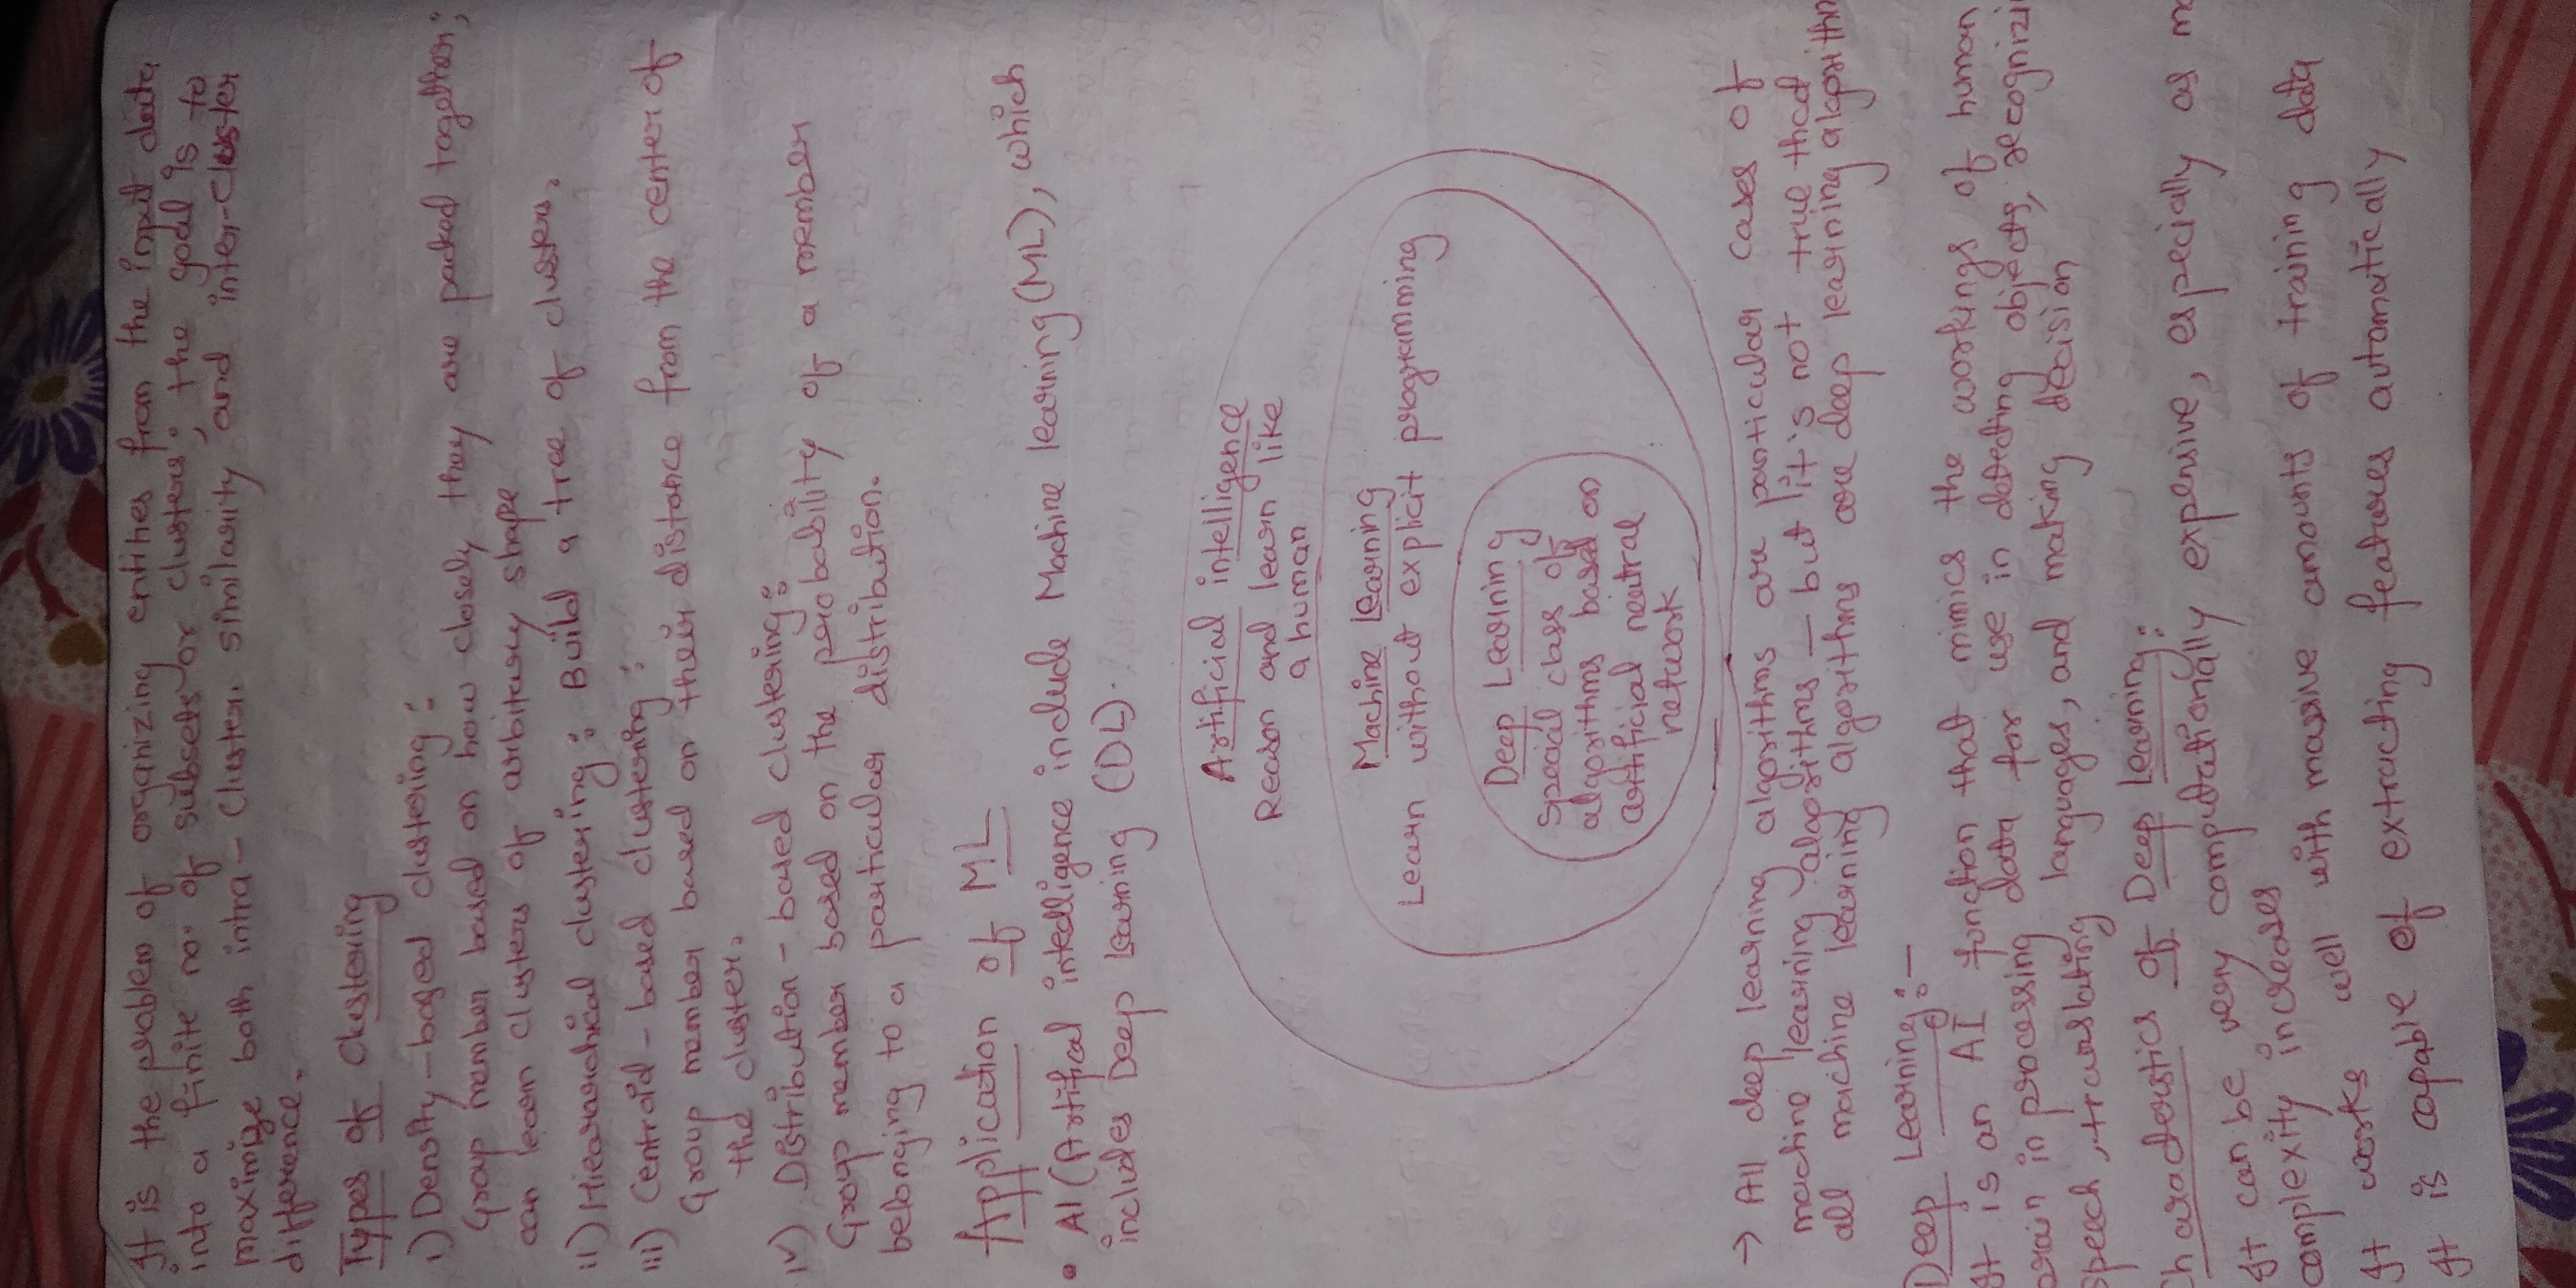 It is the problem of organizing entities from the input data
into a finite no. of subsets or clusters; the goal is to
maximize both intra-cluster similarity and inter-cluster
difference.
Types of clustering
i) Density-based clustering:
Group member based on how closely they are packed together;
can learn clusters of arbitrary shape
ii) Hierarchical clustering: Build a tree of clusters.
iii) Centroid-based clustering:
Group member based on their distance from the center of
the cluster.
iv) Distribution-based clustering:
Group member based on the probability of a member
belonging to a particular distribution.
Application of ML
• AI (Artifical intelligence include Machine learning (ML), which
includes Deep Learning (DL).
Artificial intelligence
Reason and learn like
a human
Machine Learning
Learn without explicit programming
Deep Learning
Special class of
algorithms based on
artificial neutral
network
→ All deep learning algorithms are particular cases of
machine learning algorithms — but it's not true that
all machine learning algorithms are deep learning algorithm
Deep Learning:-
It is an AI function that mimics the workings of human
brain in processing data for use in detecting objects, recognizi
speech, translating languages, and making decision
Characteristics of Deep Learning:
It can be very computationally expensive, especially as mo
complexity increases
It works well with massive amounts of training data
It is capable of extracting features automatically